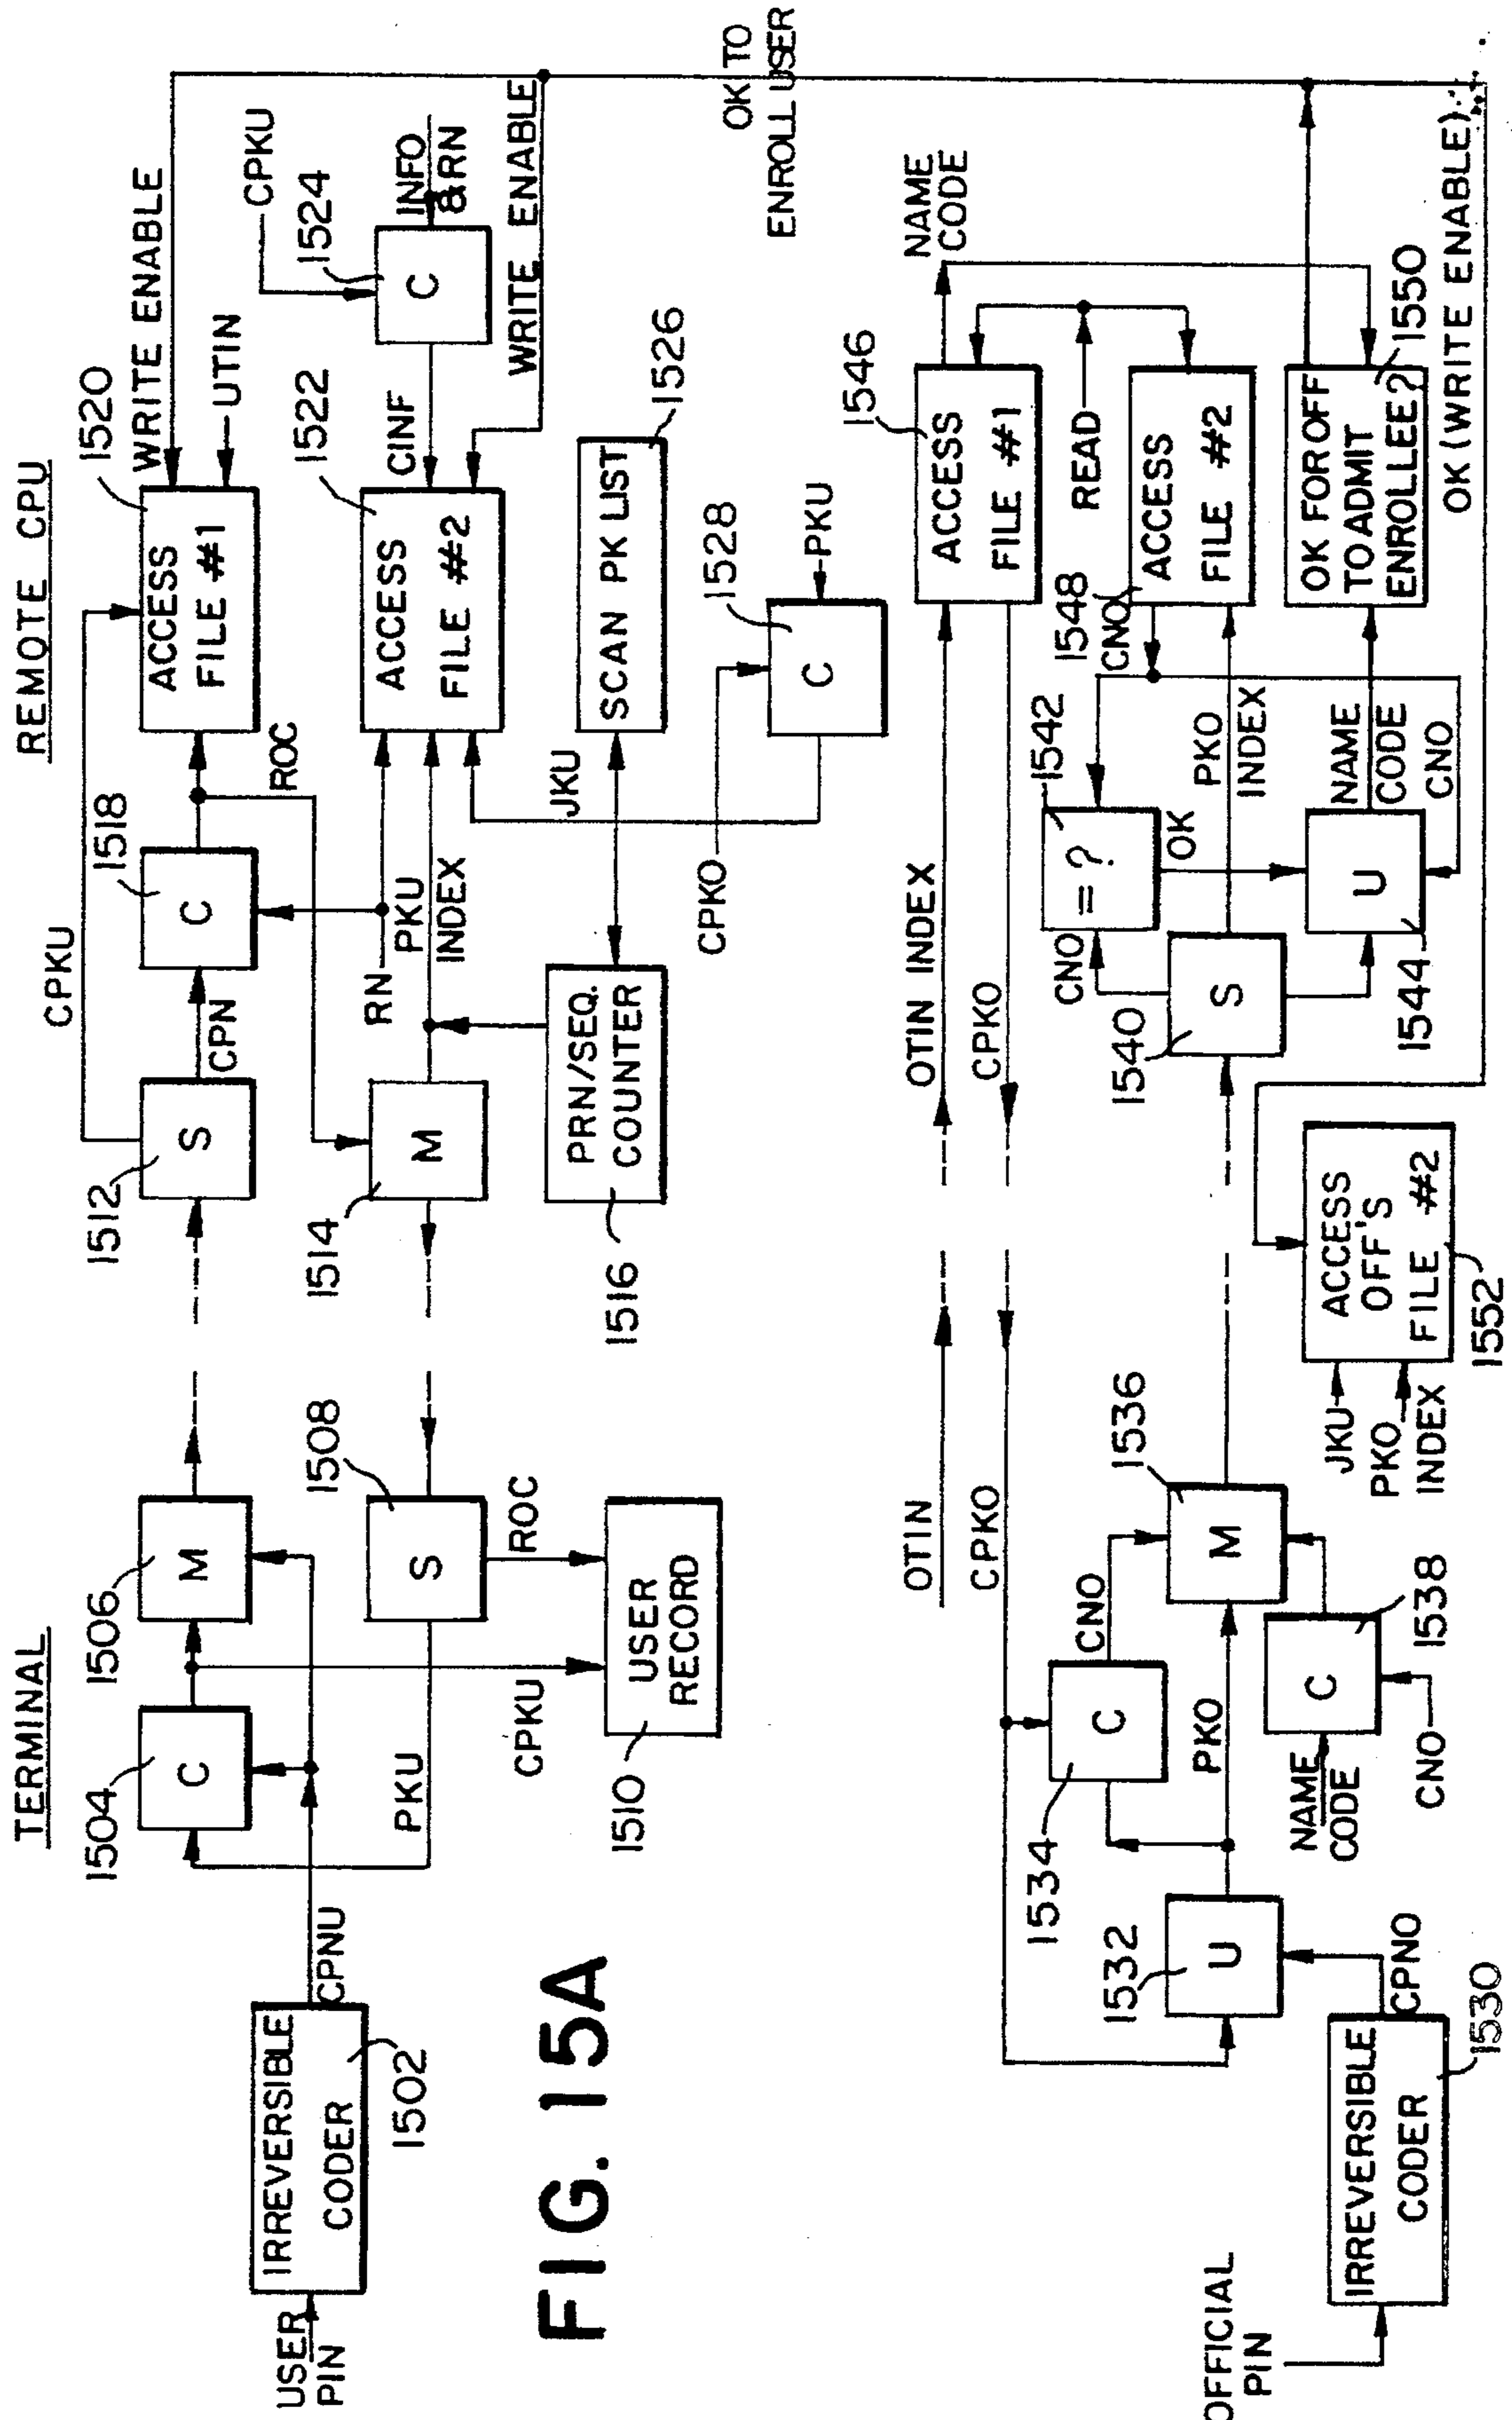 TERMINAL
REMOTE CPU
USER
PIN
IRREVERSIBLE
CODER
1502
CPNU
1504
C
1506
M
PKU
CPKU
1508
S
ROC
USER
RECORD
1510
1512
S
CPKU
CPN
1514
M
PRN/SEQ.
COUNTER
1516
1518
C
ROC
RN
PKU
INDEX
1520
ACCESS
FILE #1
WRITE ENABLE
UTIN
1522
ACCESS
FILE #2
CINF
CPKU
1524
C
INFO
& RN
WRITE ENABLE
1526
SCAN PK LIST
JKU
1528
C
PKU
CPKO
OK TO
ENROLL USER
FIG. 15A
OFFICIAL
PIN
IRREVERSIBLE
CODER
1530
CPNO
1532
U
1534
C
CNO
PKO
OTIN
CPKO
1536
M
NAME
CODE
C
1538
CNO
OTIN INDEX
CPKO
JKU
PKO
INDEX
ACCESS
OFF'S
FILE #2
1552
1540
S
CNO
1542
= ?
OK
U
1544
PKO
INDEX
NAME
CODE
CNO
1546
ACCESS
FILE #1
NAME
CODE
READ
1548
CNO
ACCESS
FILE #2
OK FOR OFF
TO ADMIT
ENROLLEE?
1550
OK (WRITE ENABLE)